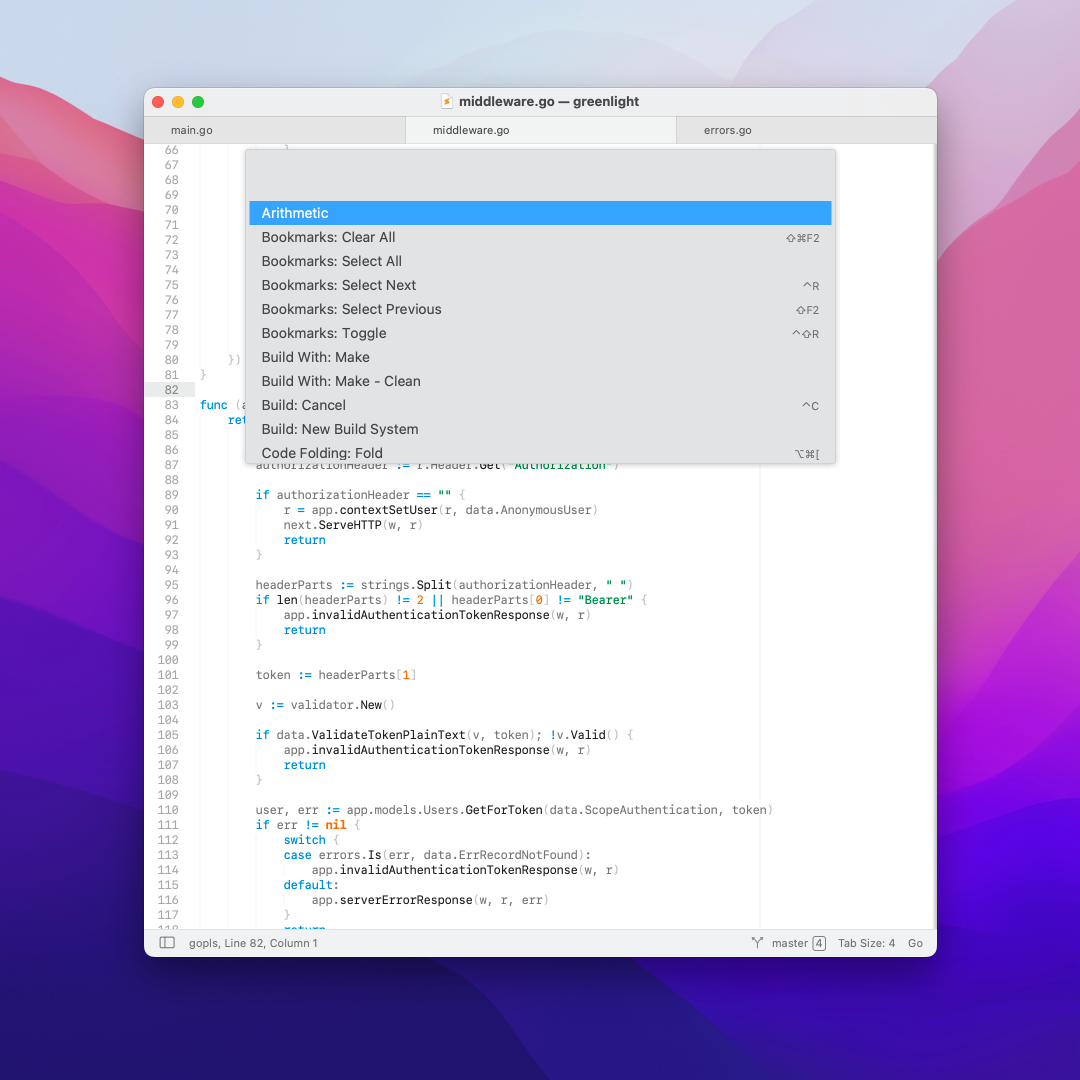 middleware.go — greenlight
main.go
middleware.go
errors.go
Arithmetic
Bookmarks: Clear All ⇧⌘F2
Bookmarks: Select All
Bookmarks: Select Next ^R
Bookmarks: Select Previous ⇧F2
Bookmarks: Toggle ^⇧R
Build With: Make
Build With: Make - Clean
Build: Cancel ^C
Build: New Build System
Code Folding: Fold ⌥⌘[
66 }
67
68
69
70
71
72
73
74
75
76
77
78
79
80 })
81 }
82
83 func (a
84 ret
85
86
87 authorizationHeader := r.Header.Get("Authorization")
88
89 if authorizationHeader == "" {
90 r = app.contextSetUser(r, data.AnonymousUser)
91 next.ServeHTTP(w, r)
92 return
93 }
94
95 headerParts := strings.Split(authorizationHeader, " ")
96 if len(headerParts) != 2 || headerParts[0] != "Bearer" {
97 app.invalidAuthenticationTokenResponse(w, r)
98 return
99 }
100
101 token := headerParts[1]
102
103 v := validator.New()
104
105 if data.ValidateTokenPlainText(v, token); !v.Valid() {
106 app.invalidAuthenticationTokenResponse(w, r)
107 return
108 }
109
110 user, err := app.models.Users.GetForToken(data.ScopeAuthentication, token)
111 if err != nil {
112 switch {
113 case errors.Is(err, data.ErrRecordNotFound):
114 app.invalidAuthenticationTokenResponse(w, r)
115 default:
116 app.serverErrorResponse(w, r, err)
117 }
118 return
gopls, Line 82, Column 1
master 4
Tab Size: 4
Go